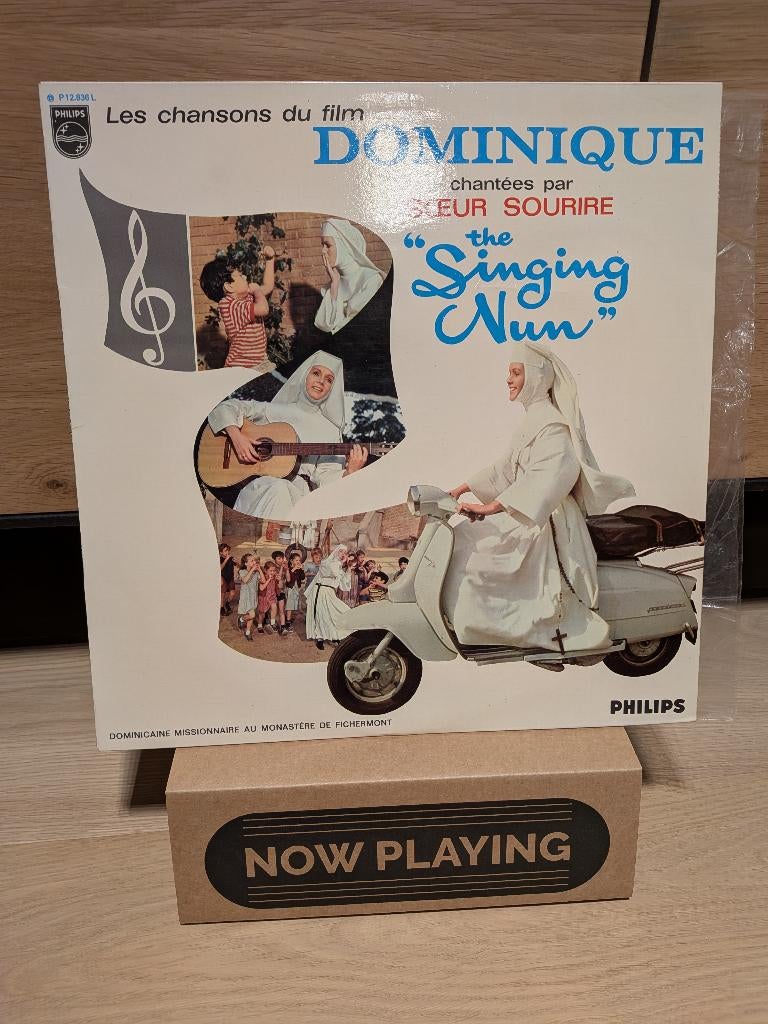 ℗ P 12.836 L
PHILIPS
Les chansons du film
DOMINIQUE
chantées par
SŒUR SOURIRE
“the
Singing
Nun”
PHILIPS
DOMINICAINE MISSIONNAIRE AU MONASTÈRE DE FICHERMONT
NOW PLAYING